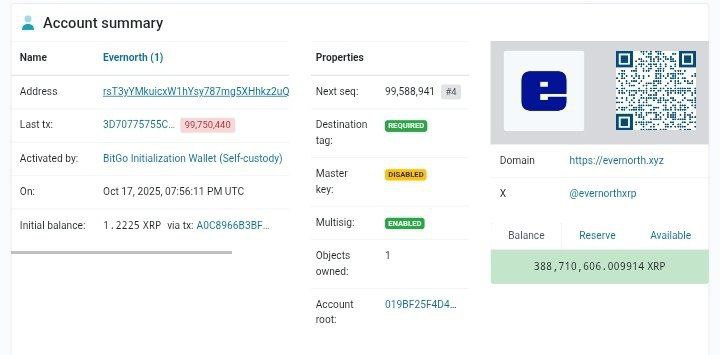 Account summary
Name Evernorth (1)
Address rsT3yYMkuicxW1hYsy787mg5XHhkz2uQ
Last tx: 3D70775755C... 99,750,440
Activated by: BitGo Initialization Wallet (Self-custody)
On: Oct 17, 2025, 07:56:11 PM UTC
Initial balance: 1.2225 XRP via tx: A0C8966B3BF...
Properties
Next seq: 99,588,941 #4
Destination tag: REQUIRED
Master key: DISABLED
Multisig: ENABLED
Objects owned: 1
Account root: 019BF25F4D4...
Domain https://evernorth.xyz
X @evernorthxrp
Balance Reserve Available
388,710,606.009914 XRP